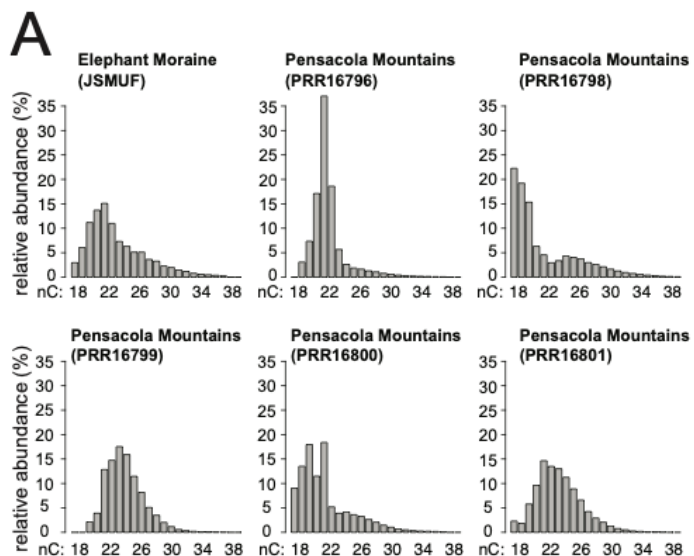 A
Elephant Moraine
(JSMUF)
Pensacola Mountains
(PRR16796)
Pensacola Mountains
(PRR16798)
relative abundance (%)
35
30
25
20
15
10
5
0
nC: 18 22 26 30 34 38
35
30
25
20
15
10
5
0
nC: 18 22 26 30 34 38
35
30
25
20
15
10
5
0
nC: 18 22 26 30 34 38
Pensacola Mountains
(PRR16799)
Pensacola Mountains
(PRR16800)
Pensacola Mountains
(PRR16801)
relative abundance (%)
35
30
25
20
15
10
5
0
nC: 18 22 26 30 34 38
35
30
25
20
15
10
5
0
nC: 18 22 26 30 34 38
35
30
25
20
15
10
5
0
nC: 18 22 26 30 34 38